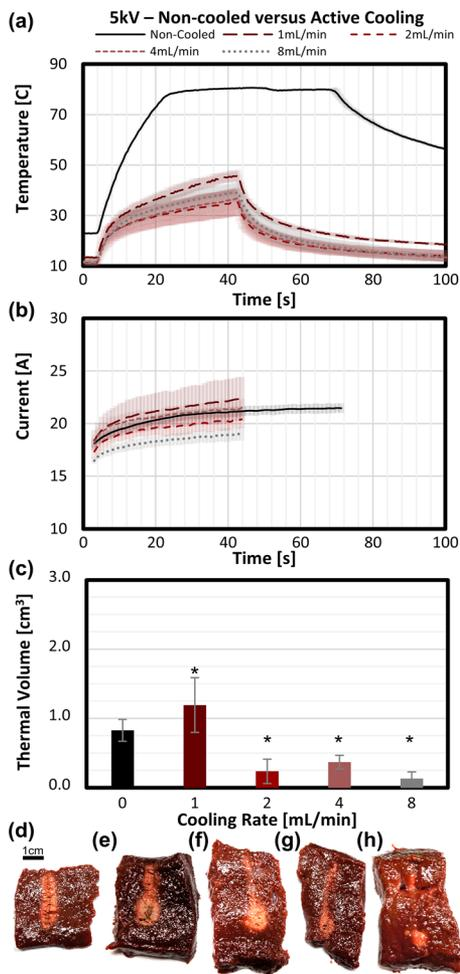 (a)
5kV – Non-cooled versus Active Cooling
Non-Cooled 1mL/min 2mL/min
4mL/min 8mL/min
Temperature [C]
90
70
50
30
10
0 20 40 60 80 100
Time [s]
(b)
Current [A]
30
25
20
15
10
0 20 40 60 80 100
Time [s]
(c)
Thermal Volume [cm³]
3.0
2.0
1.0
0.0
*
* * *
0 1 2 4 8
Cooling Rate [mL/min]
(d) (e) (f) (g) (h)
1cm